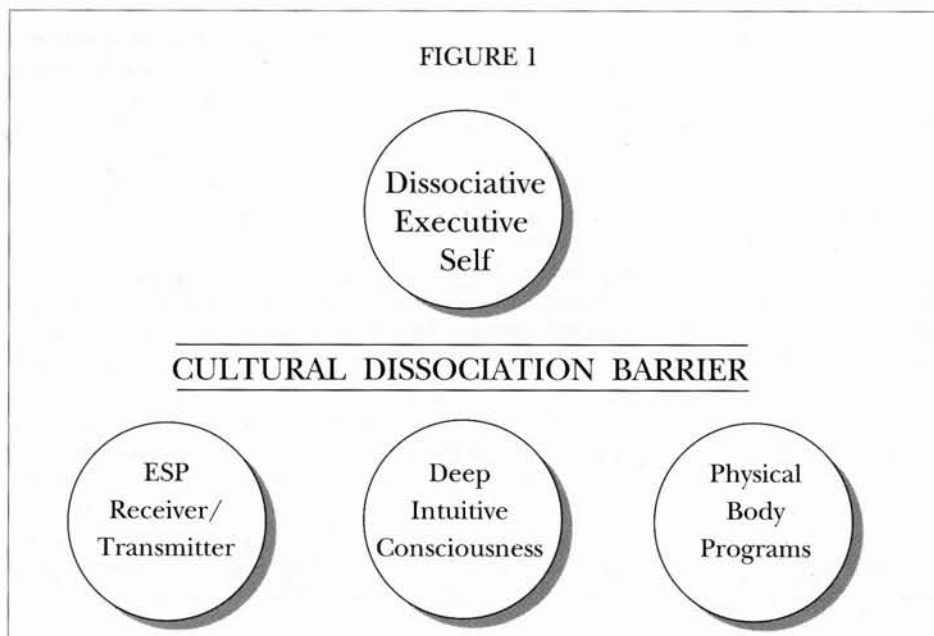 FIGURE 1
Dissociative
Executive
Self
CULTURAL DISSOCIATION BARRIER
ESP
Receiver/
Transmitter
Deep
Intuitive
Consciousness
Physical
Body
Programs